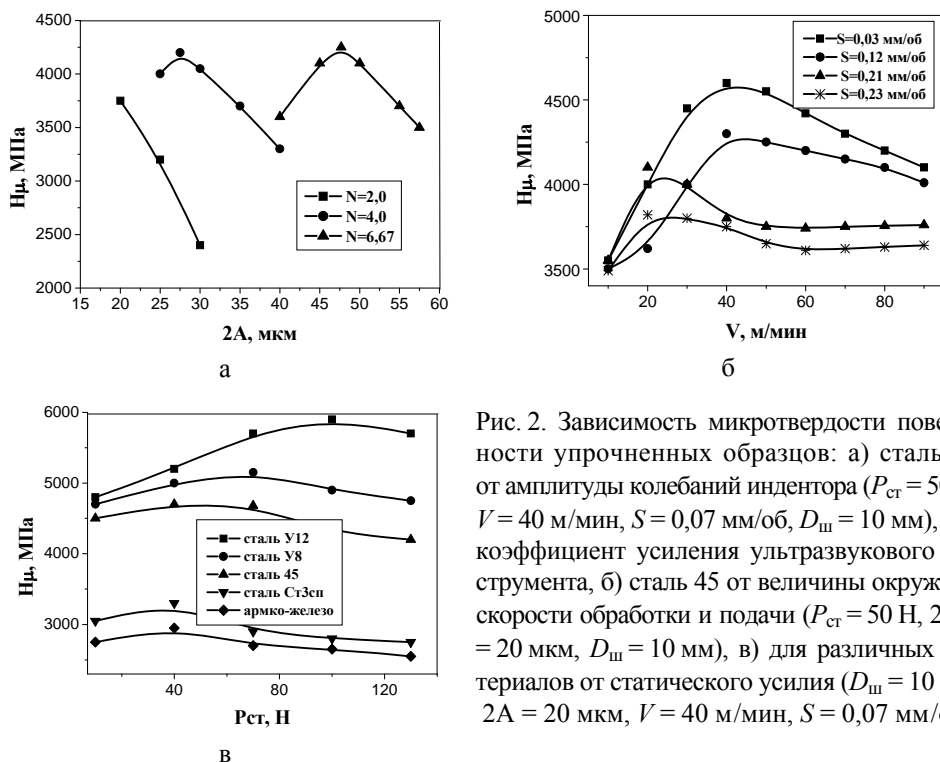 4500
4000
3500
3000
2500
2000
15 20 25 30 35 40 45 50 55 60
Hμ, МПа
2A, мкм
N=2,0
N=4,0
N=6,67
а
4500
4000
3500
20 40 60 80
Hμ, МПа
V, м/мин
S=0,03 мм/об
S=0,12 мм/об
S=0,21 мм/об
S=0,23 мм/об
б
6000
5000
4000
3000
40 80 120
Hμ, МПа
Pст, Н
сталь У12
сталь У8
сталь 45
сталь Ст3сп
армко-железо
в
Рис. 2. Зависимость микротвердости пове
ности упрочненных образцов: а) сталь
от амплитуды колебаний индентора (Pст = 50
V = 40 м/мин, S = 0,07 мм/об, Dш = 10 мм),
коэффициент усиления ультразвукового
струмента, б) сталь 45 от величины окруж
скорости обработки и подачи (Pст = 50 Н, 2
= 20 мкм, Dш = 10 мм), в) для различных
териалов от статического усилия (Dш = 10
2А = 20 мкм, V = 40 м/мин, S = 0,07 мм/